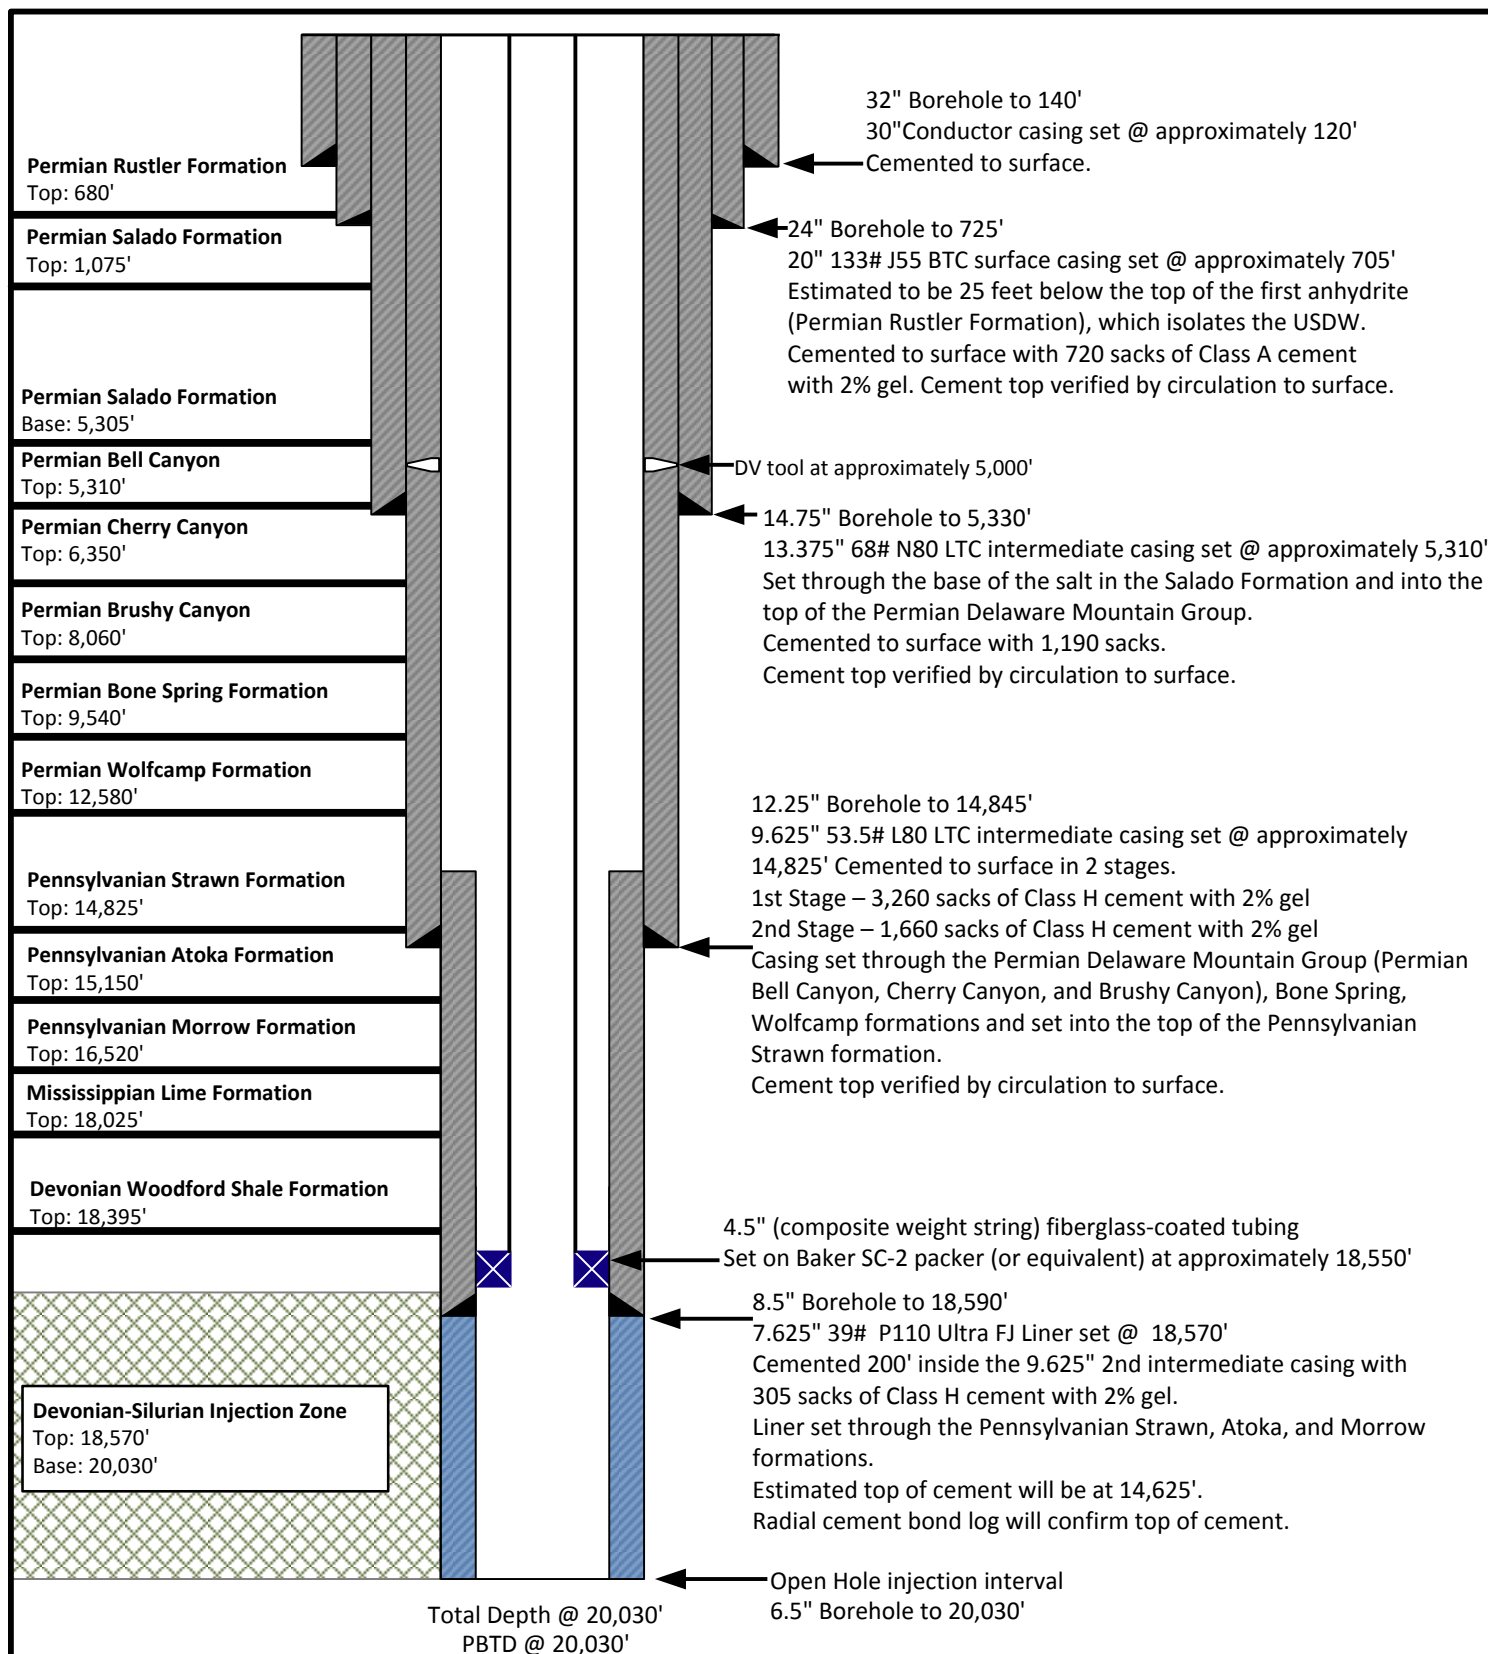 32" Borehole to 140'
30"Conductor casing set @ approximately 120'
Cemented to surface.
Permian Rustler Formation
Top: 680'
24" Borehole to 725'
20" 133# J55 BTC surface casing set @ approximately 705'
Estimated to be 25 feet below the top of the first anhydrite
(Permian Rustler Formation), which isolates the USDW.
Cemented to surface with 720 sacks of Class A cement
with 2% gel. Cement top verified by circulation to surface.
Permian Salado Formation
Top: 1,075'
Permian Salado Formation
Base: 5,305'
Permian Bell Canyon
Top: 5,310'
DV tool at approximately 5,000'
Permian Cherry Canyon
Top: 6,350'
14.75" Borehole to 5,330'
13.375" 68# N80 LTC intermediate casing set @ approximately 5,310'
Set through the base of the salt in the Salado Formation and into the
top of the Permian Delaware Mountain Group.
Cemented to surface with 1,190 sacks.
Cement top verified by circulation to surface.
Permian Brushy Canyon
Top: 8,060'
Permian Bone Spring Formation
Top: 9,540'
Permian Wolfcamp Formation
Top: 12,580'
12.25" Borehole to 14,845'
9.625" 53.5# L80 LTC intermediate casing set @ approximately
14,825' Cemented to surface in 2 stages.
1st Stage – 3,260 sacks of Class H cement with 2% gel
2nd Stage – 1,660 sacks of Class H cement with 2% gel
Casing set through the Permian Delaware Mountain Group (Permian
Bell Canyon, Cherry Canyon, and Brushy Canyon), Bone Spring,
Wolfcamp formations and set into the top of the Pennsylvanian
Strawn formation.
Cement top verified by circulation to surface.
Pennsylvanian Strawn Formation
Top: 14,825'
Pennsylvanian Atoka Formation
Top: 15,150'
Pennsylvanian Morrow Formation
Top: 16,520'
Mississippian Lime Formation
Top: 18,025'
Devonian Woodford Shale Formation
Top: 18,395'
4.5" (composite weight string) fiberglass-coated tubing
Set on Baker SC-2 packer (or equivalent) at approximately 18,550'
8.5" Borehole to 18,590'
7.625" 39#  P110 Ultra FJ Liner set @  18,570'
Cemented 200' inside the 9.625" 2nd intermediate casing with
305 sacks of Class H cement with 2% gel.
Liner set through the Pennsylvanian Strawn, Atoka, and Morrow
formations.
Estimated top of cement will be at 14,625'.
Radial cement bond log will confirm top of cement.
Devonian-Silurian Injection Zone
Top: 18,570'
Base: 20,030'
Open Hole injection interval
6.5" Borehole to 20,030'
Total Depth @ 20,030'
PBTD @ 20,030'